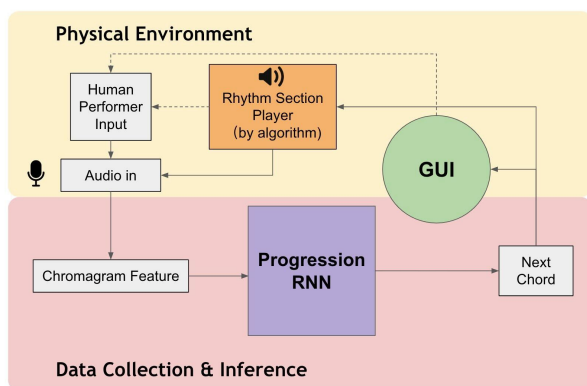 Physical Environment
Human
Performer
Input
Rhythm Section
Player
(by algorithm)
GUI
Audio in
Chromagram Feature
Progression
RNN
Next
Chord
Data Collection & Inference